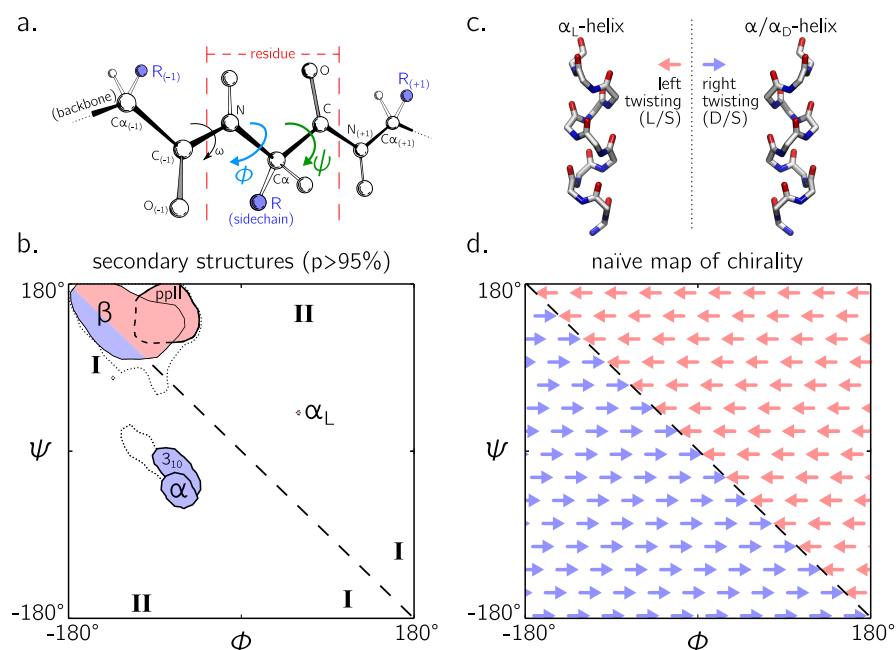 a.
residue
R(-1)
O
R(+1)
(backbone)
N
C
Cα(-1)
N(+1)
Cα(+1)
C(-1)
ω
Φ
ψ
Cα
R
(sidechain)
O(-1)
c.
αL-helix
α/αD-helix
left
twisting
(L/S)
right
twisting
(D/S)
b.
secondary structures (p>95%)
180°
ppII
β
II
I
αL
ψ
310
α
I
II
I
-180°
-180°
Φ
180°
d.
naïve map of chirality
180°
ψ
-180°
-180°
Φ
180°